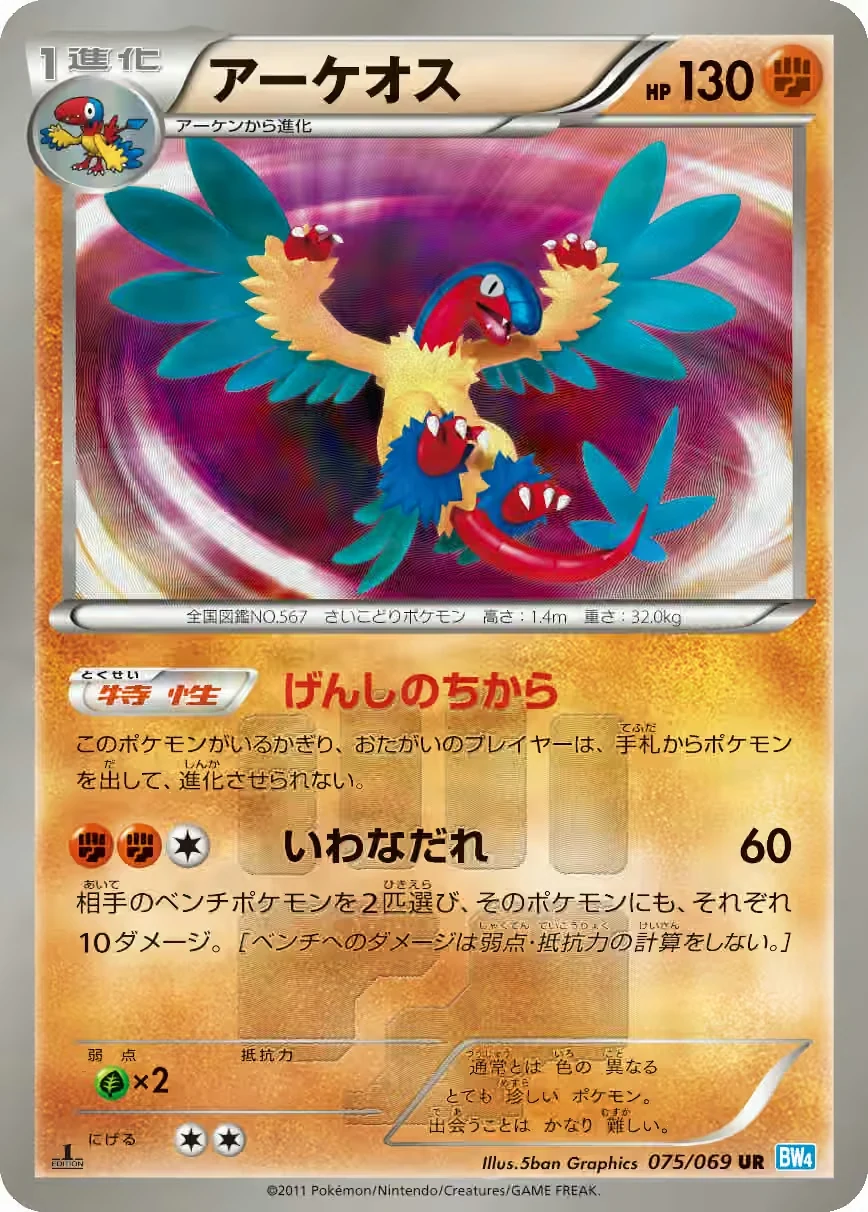 1進化
アーケオス
HP 130
アーケンから進化
全国図鑑NO.567 さいこどりポケモン 高さ：1.4m 重さ：32.0kg
とくせい
特性 げんしのちから
このポケモンがいるかぎり、おたがいのプレイヤーは、手札からポケモン
を出して、進化させられない。
いわなだれ 60
相手のベンチポケモンを2匹選び、そのポケモンにも、それぞれ
10ダメージ。［ベンチへのダメージは弱点・抵抗力の計算をしない。］
弱点 抵抗力
×2
にげる
通常とは 色の 異なる
とても 珍しい ポケモン。
出会うことは かなり 難しい。
1 EDITION
Illus.5ban Graphics 075/069 UR BW4
©2011 Pokémon/Nintendo/Creatures/GAME FREAK.